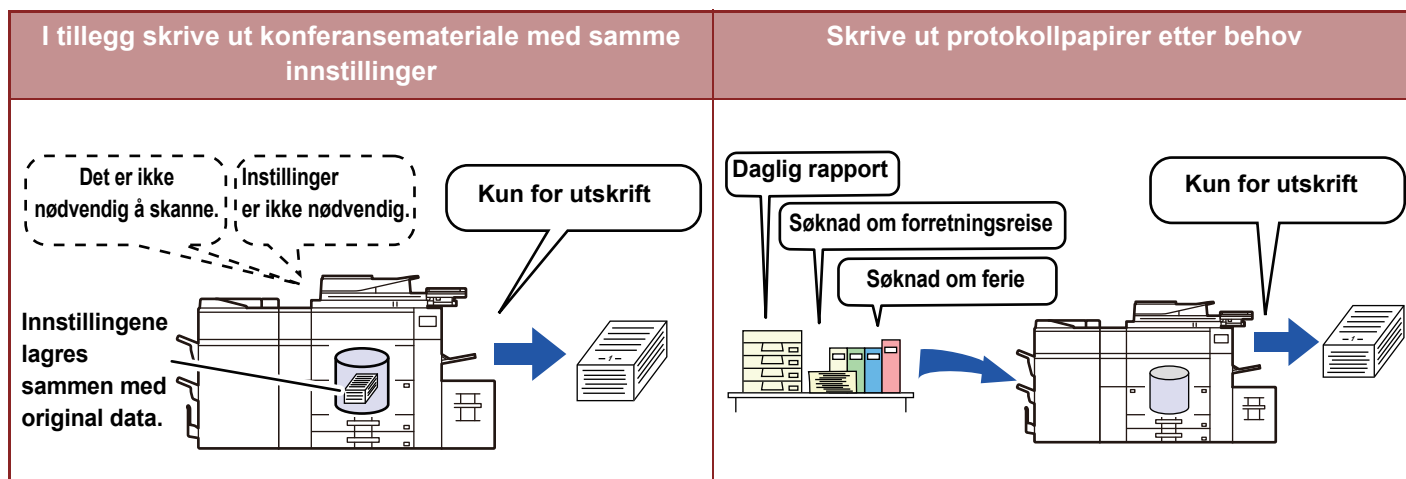 I tillegg skrive ut konferansemateriale med samme
innstillinger
Skrive ut protokollpapirer etter behov
Det er ikke
nødvendig å skanne.
Instillinger
er ikke nødvendig.
Kun for utskrift
Innstillingene
lagres
sammen med
original data.
-1-
Daglig rapport
Søknad om forretningsreise
Søknad om ferie
Kun for utskrift
-1-